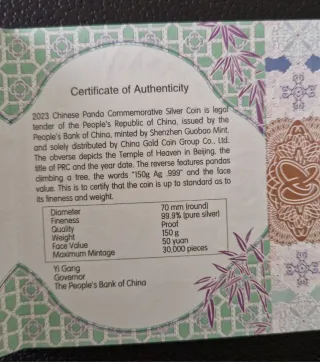 Certificate of Authenticity
2023 Chinese Panda Commemorative Silver Coin is legal
tender of the People's Republic of China, issued by the
People's Bank of China, minted by Shenzhen Guobao Mint,
and solely distributed by China Gold Coin Group Co., Ltd.
The obverse depicts the Temple of Heaven in Beijing, the
title of PRC and the year date. The reverse features pandas
climbing a tree, the words "150g Ag .999" and the face
value. This is to certify that the coin is up to standard as to
its fineness and weight.
Diameter 70 mm (round)
Fineness 99.9% (pure silver)
Quality Proof
Weight 150 g
Face Value 50 yuan
Maximum Mintage 30,000 pieces
Yi Gang
Governor
The People's Bank of China